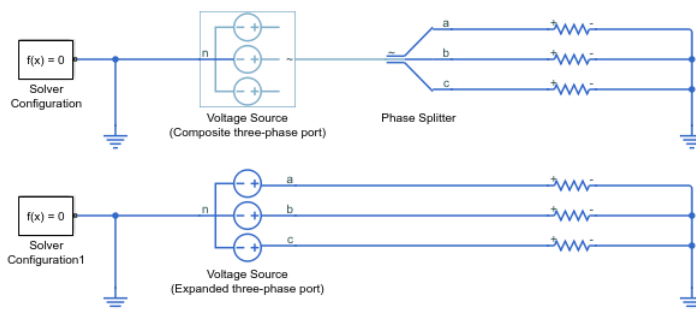 a
f(x) = 0
n
~
~
b
c
+
-
+
-
+
-
- +
- +
- +
Solver
Configuration
Voltage Source
(Composite three-phase port)
Phase Splitter
f(x) = 0
n
a
b
c
- +
- +
- +
+
-
+
-
+
-
Solver
Configuration1
Voltage Source
(Expanded three-phase port)